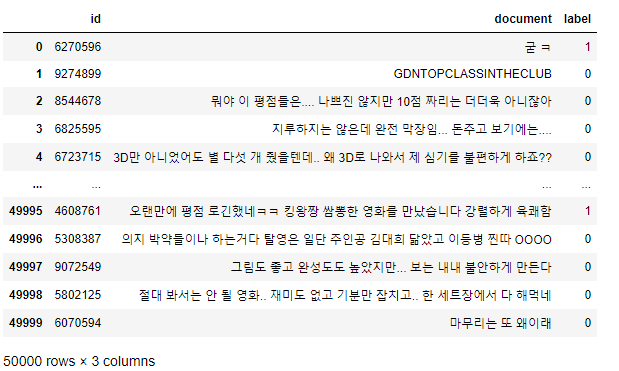 id document label
0 6270596 굳 ㅋ 1
1 9274899 GDNTOPCLASSINTHECLUB 0
2 8544678 뭐야 이 평점들은.... 나쁘진 않지만 10점 짜리는 더더욱 아니잖아 0
3 6825595 지루하지는 않은데 완전 막장임... 돈주고 보기에는.... 0
4 6723715 3D만 아니었어도 별 다섯 개 줬을텐데.. 왜 3D로 나와서 제 심기를 불편하게 하죠?? 0
... ... ... ...
49995 4608761 오랜만에 평점 로긴했네ㅋㅋ 킹왕짱 쌈뽕한 영화를 만났습니다 강렬하게 육쾌함 1
49996 5308387 의지 박약들이나 하는거다 탈영은 일단 주인공 김대희 닮았고 이등병 찐따 OOOO 0
49997 9072549 그림도 좋고 완성도도 높았지만... 보는 내내 불안하게 만든다 0
49998 5802125 절대 봐서는 안 될 영화.. 재미도 없고 기분만 잡치고.. 한 세트장에서 다 해먹네 0
49999 6070594 마무리는 또 왜이래 0
50000 rows × 3 columns